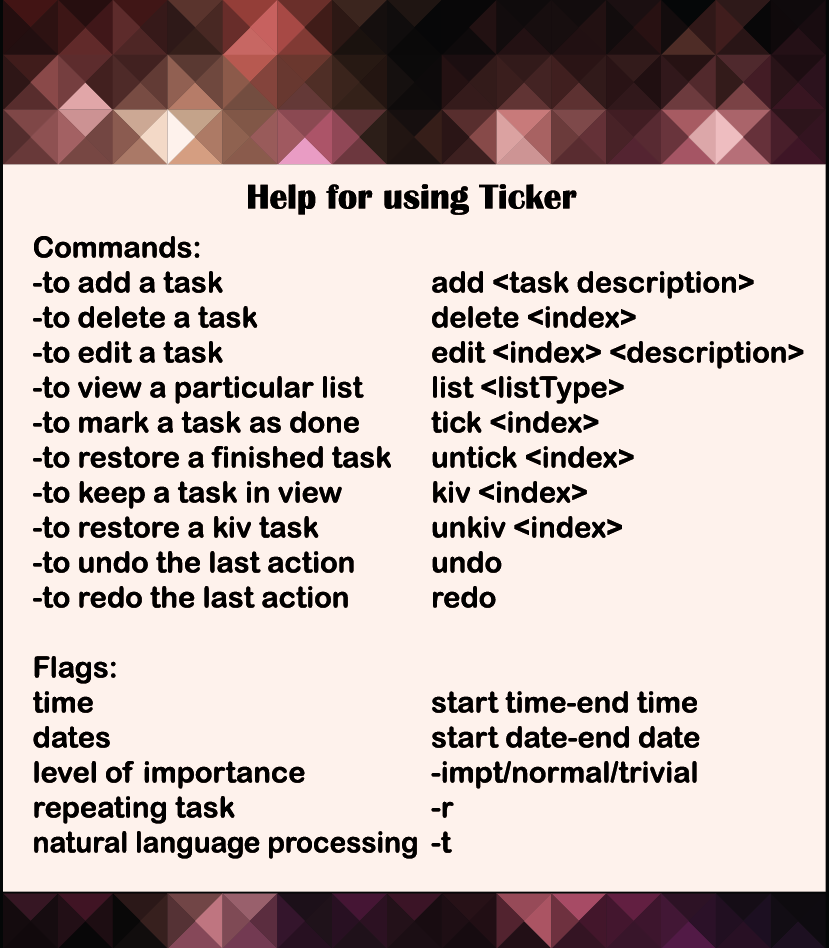 Help for using Ticker
Commands:
-to add a task add <task description>
-to delete a task delete <index>
-to edit a task edit <index> <description>
-to view a particular list list <listType>
-to mark a task as done tick <index>
-to restore a finished task untick <index>
-to keep a task in view kiv <index>
-to restore a kiv task unkiv <index>
-to undo the last action undo
-to redo the last action redo
Flags:
time start time-end time
dates start date-end date
level of importance -impt/normal/trivial
repeating task -r
natural language processing -t